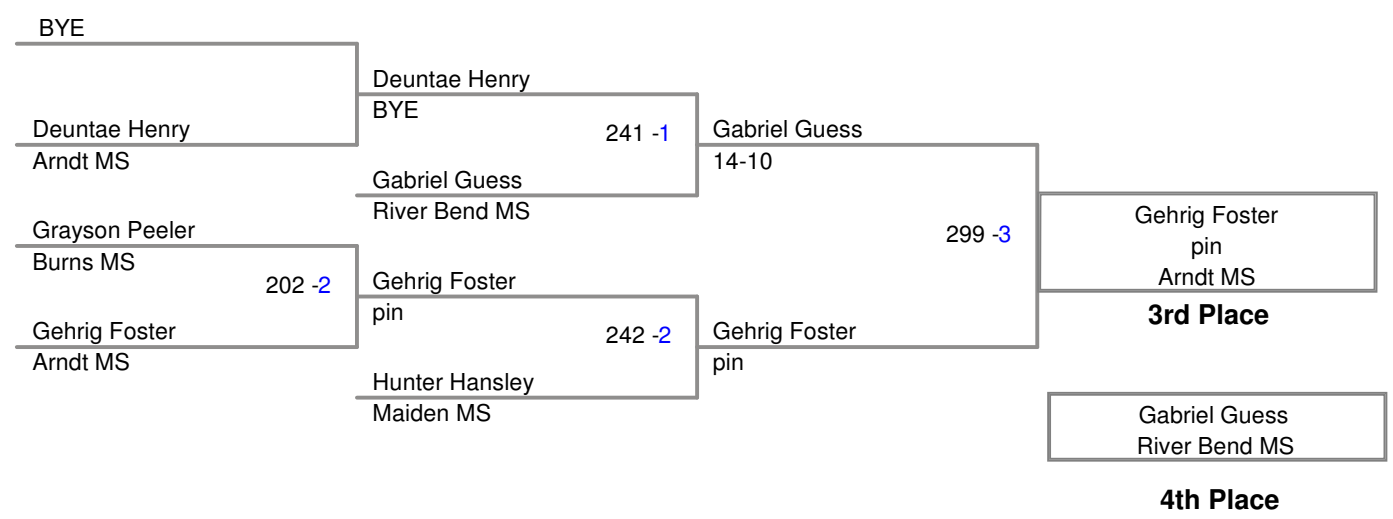 BYE
Deuntae Henry
BYE
Deuntae Henry
Arndt MS
241 -1
Gabriel Guess
14-10
Gabriel Guess
River Bend MS
Grayson Peeler
Burns MS
202 -2
Gehrig Foster
pin
Gehrig Foster
Arndt MS
242 -2
Gehrig Foster
pin
Hunter Hansley
Maiden MS
299 -3
Gehrig Foster
pin
Arndt MS
3rd Place
Gabriel Guess
River Bend MS
4th Place